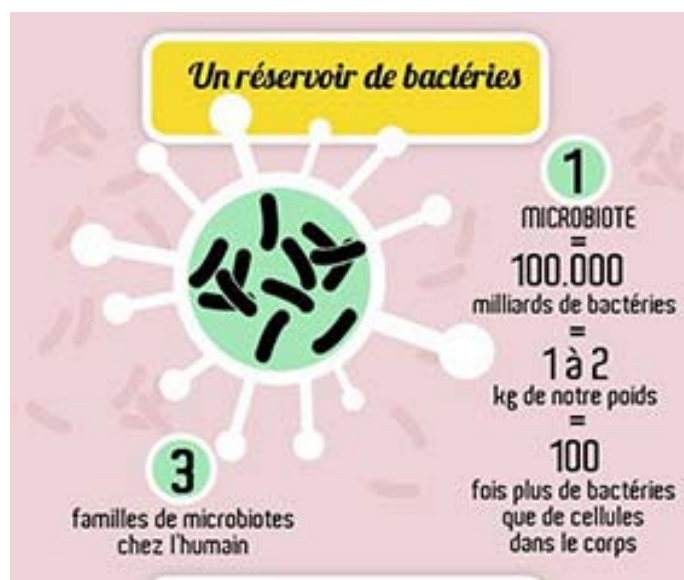 Un réservoir de bactéries
1
MICROBIOTE
=
100.000
milliards de bactéries
=
1 à 2
kg de notre poids
=
100
fois plus de bactéries
que de cellules
dans le corps
3
familles de microbiotes
chez l'humain